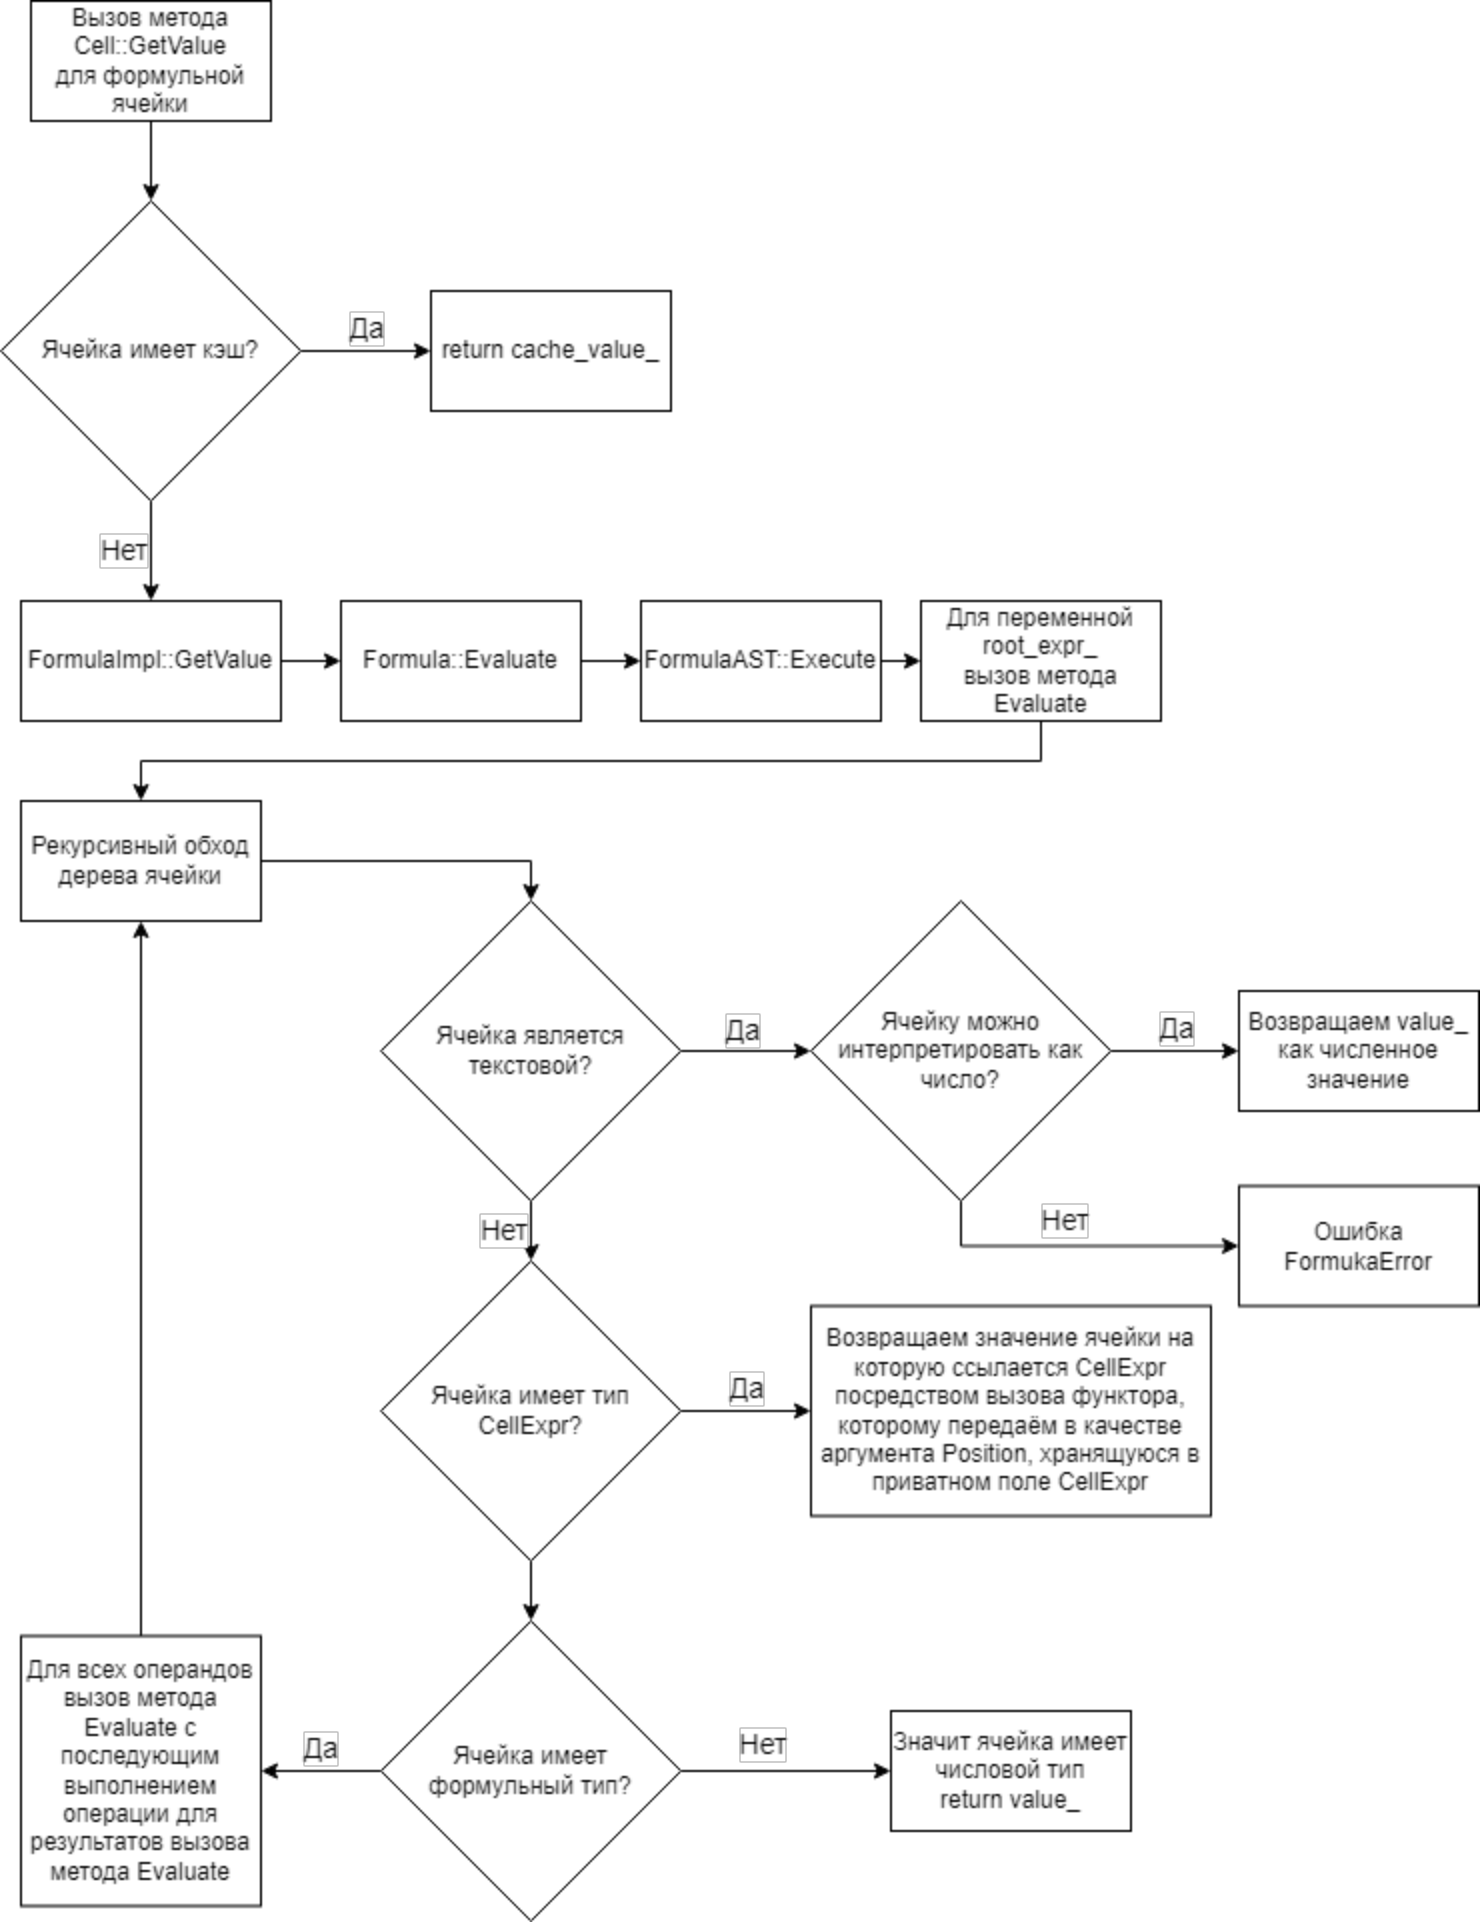 Вызов метода
Cell::GetValue
для формульной
ячейки
Ячейка имеет кэш?
Да
return cache_value_
Нет
FormulaImpl::GetValue
Formula::Evaluate
FormulaAST::Execute
Для переменной
root_expr_
вызов метода
Evaluate
Рекурсивный обход
дерева ячейки
Ячейка является
текстовой?
Да
Ячейку можно
интерпретировать как
число?
Да
Возвращаем value_
как численное
значение
Нет
Ошибка
FormukaError
Нет
Ячейка имеет тип
CellExpr?
Да
Возвращаем значение ячейки на
которую ссылается CellExpr
посредством вызова функтора,
которому передаём в качестве
аргумента Position, хранящуюся в
приватном поле CellExpr
Ячейка имеет
формульный тип?
Да
Для всех операндов
вызов метода
Evaluate с
последующим
выполнением
операции для
результатов вызова
метода Evaluate
Нет
Значит ячейка имеет
числовой тип
return value_